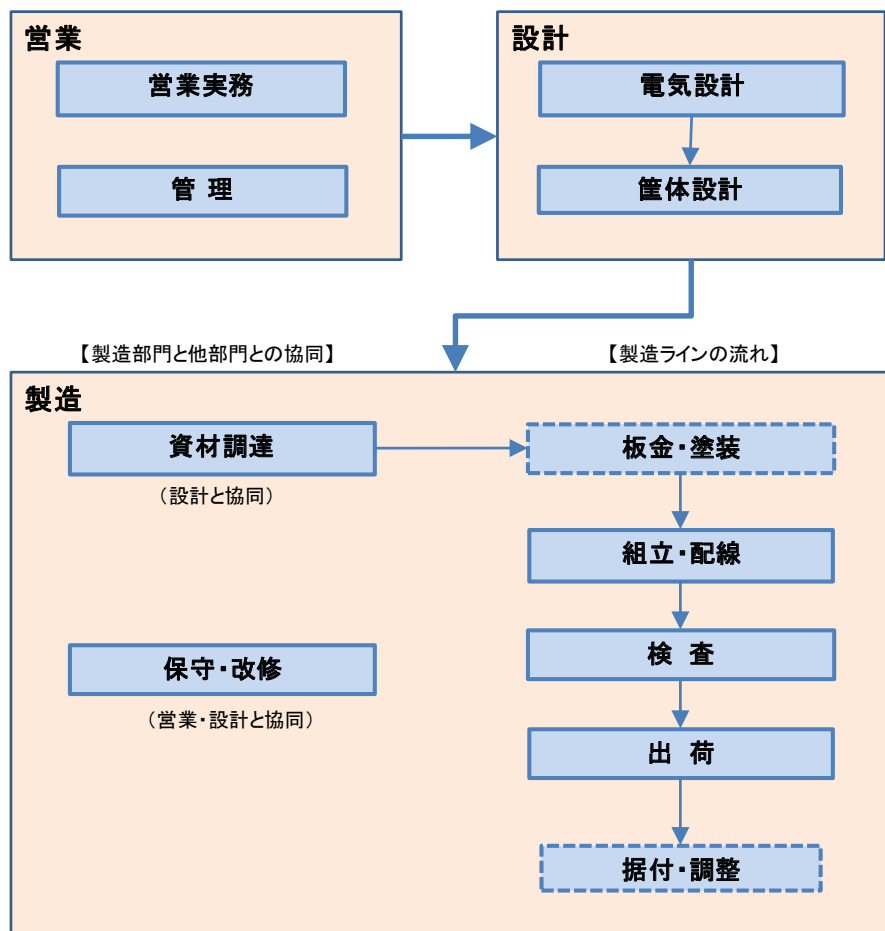 営業
営業実務
管 理
設計
電気設計
筐体設計
【製造部門と他部門との協同】
【製造ラインの流れ】
製造
資材調達
（設計と協同）
保守・改修
（営業・設計と協同）
板金・塗装
組立・配線
検 査
出 荷
据付・調整